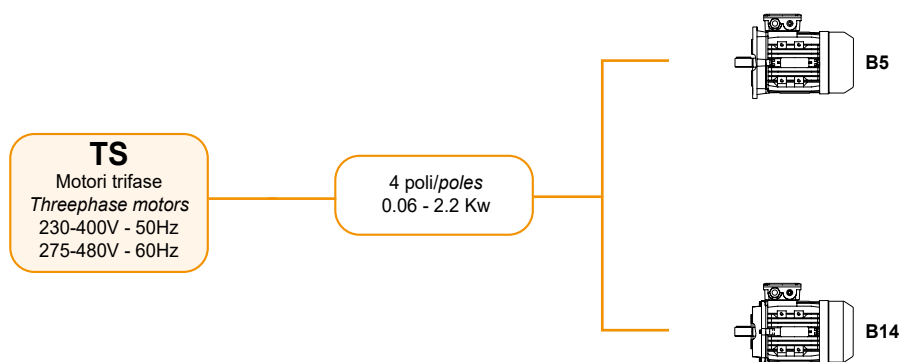 TS
Motori trifase
Threephase motors
230-400V - 50Hz
275-480V - 60Hz
4 poli/poles
0.06 - 2.2 Kw
B5
B14